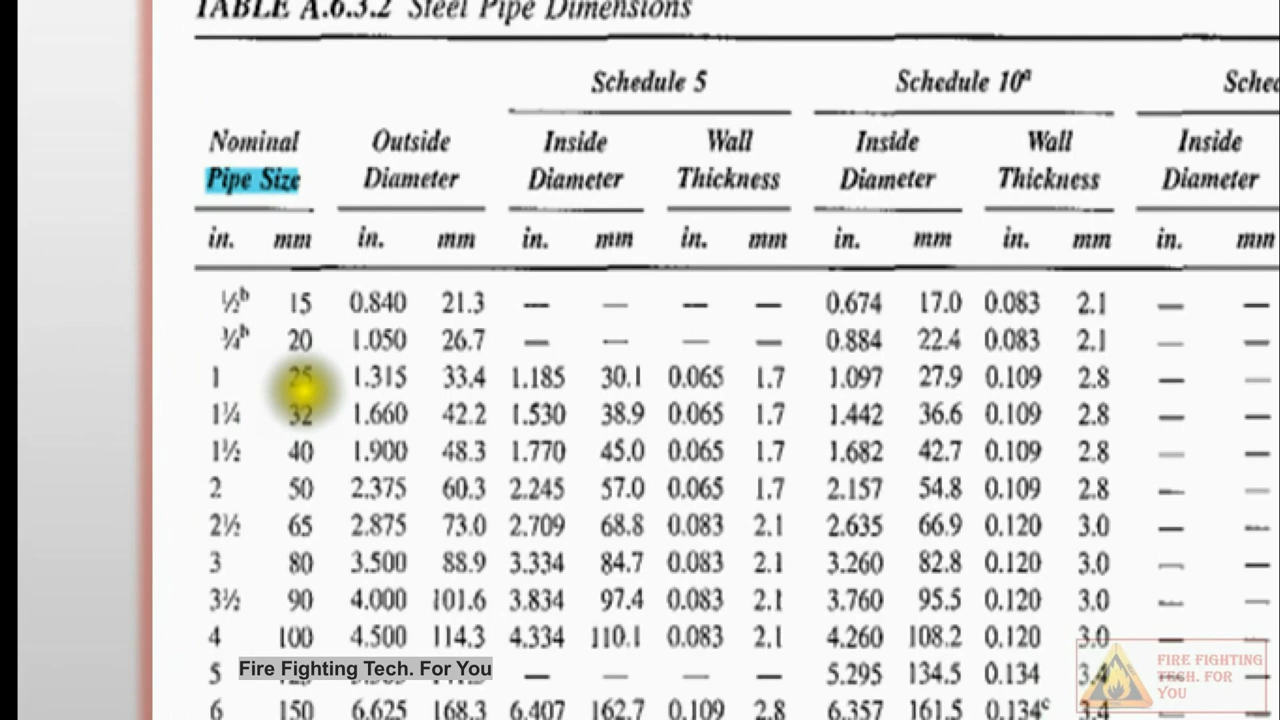 TABLE A.6.3.2 Steel Pipe Dimensions
Schedule 5 Schedule 10ª Sched
Nominal Outside Inside Wall Inside Wall Inside
Pipe Size Diameter Diameter Thickness Diameter Thickness Diameter
in. mm in. mm in. mm in. mm in. mm in. mm in. mm
½ᵇ 15 0.840 21.3 — — — — 0.674 17.0 0.083 2.1 — —
¾ᵇ 20 1.050 26.7 — — — — 0.884 22.4 0.083 2.1 — —
1 25 1.315 33.4 1.185 30.1 0.065 1.7 1.097 27.9 0.109 2.8 — —
1¼ 32 1.660 42.2 1.530 38.9 0.065 1.7 1.442 36.6 0.109 2.8 — —
1½ 40 1.900 48.3 1.770 45.0 0.065 1.7 1.682 42.7 0.109 2.8 — —
2 50 2.375 60.3 2.245 57.0 0.065 1.7 2.157 54.8 0.109 2.8 — —
2½ 65 2.875 73.0 2.709 68.8 0.083 2.1 2.635 66.9 0.120 3.0 — —
3 80 3.500 88.9 3.334 84.7 0.083 2.1 3.260 82.8 0.120 3.0 — —
3½ 90 4.000 101.6 3.834 97.4 0.083 2.1 3.760 95.5 0.120 3.0 — —
4 100 4.500 114.3 4.334 110.1 0.083 2.1 4.260 108.2 0.120 3.0 — —
5 — — — — 5.295 134.5 0.134 3.4 — —
6 150 6.625 168.3 6.407 162.7 0.109 2.8 6.357 161.5 0.134ᶜ 3.4 — —
Fire Fighting Tech. For You
FIRE FIGHTING
TECH. FOR
YOU